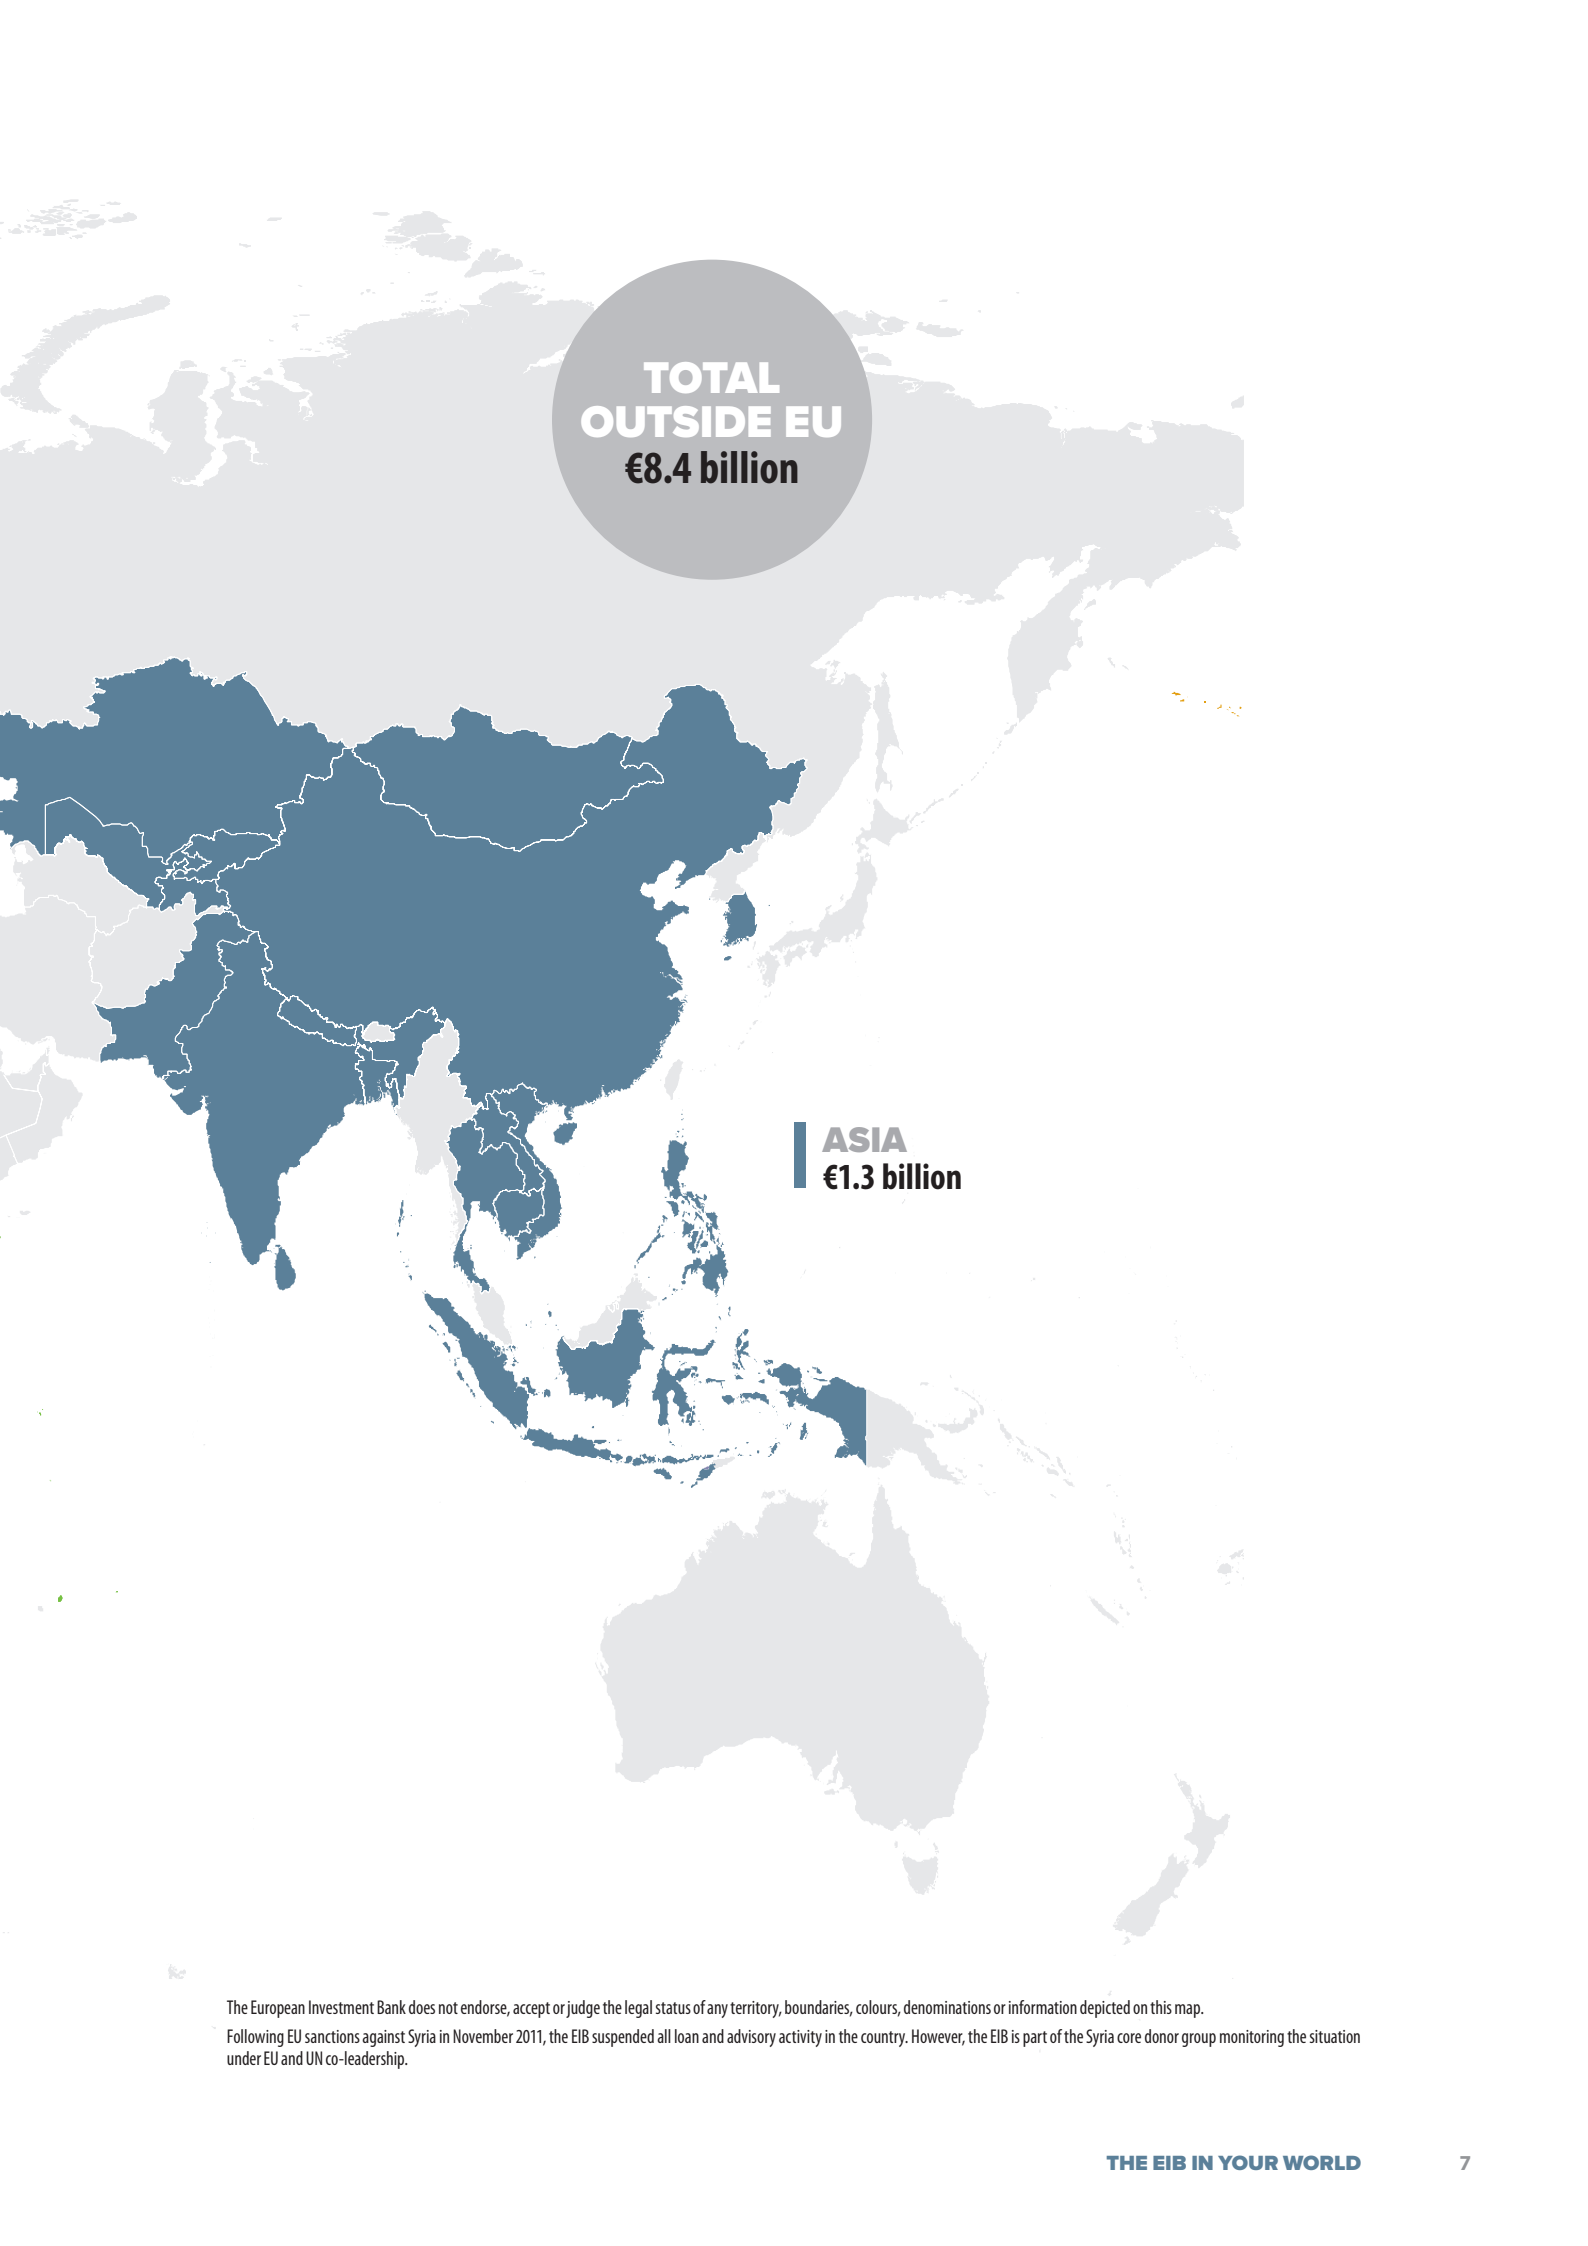 TOTAL
OUTSIDE EU
€8.4 billion
ASIA
€1.3 billion
The European Investment Bank does not endorse, accept or judge the legal status of any territory, boundaries, colours, denominations or information depicted on this map.
Following EU sanctions against Syria in November 2011, the EIB suspended all loan and advisory activity in the country. However, the EIB is part of the Syria core donor group monitoring the situation
under EU and UN co-leadership.
THE EIB IN YOUR WORLD 7